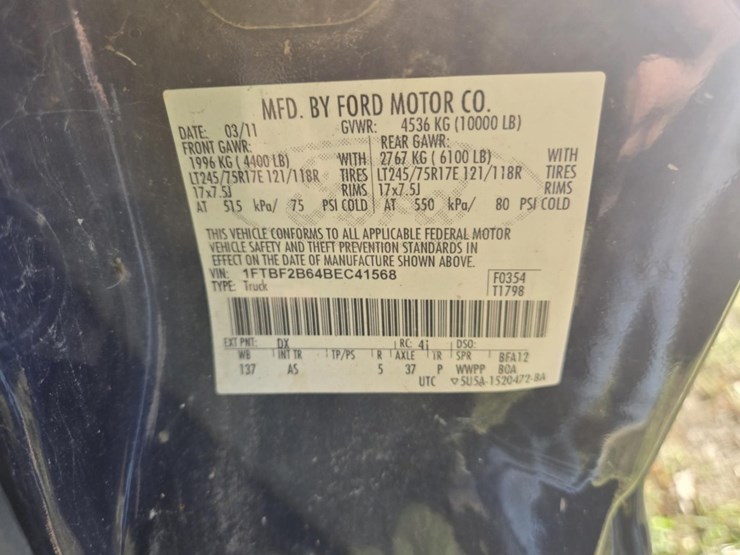 MFD. BY FORD MOTOR CO.
DATE: 03/11 GVWR: 4536 KG (10000 LB)
FRONT GAWR: REAR GAWR:
1996 KG (4400 LB) WITH 2767 KG (6100 LB) WITH
LT245/75R17E 121/118R TIRES LT245/75R17E 121/118R TIRES
17x7.5J RIMS 17x7.5J RIMS
AT 515 kPa/ 75 PSI COLD AT 550 kPa/ 80 PSI COLD
THIS VEHICLE CONFORMS TO ALL APPLICABLE FEDERAL MOTOR
VEHICLE SAFETY AND THEFT PREVENTION STANDARDS IN
EFFECT ON THE DATE OF MANUFACTURE SHOWN ABOVE.
VIN: 1FTBF2B64BEC41568 F0354
TYPE: Truck T1798
EXT PNT: DX RC: 41 DSO:
WB INT TR TP/PS R AXLE TR SPR BFA12
137 AS 5 37 P WWPP BOA
UTC ▽SU5A-1520472-BA